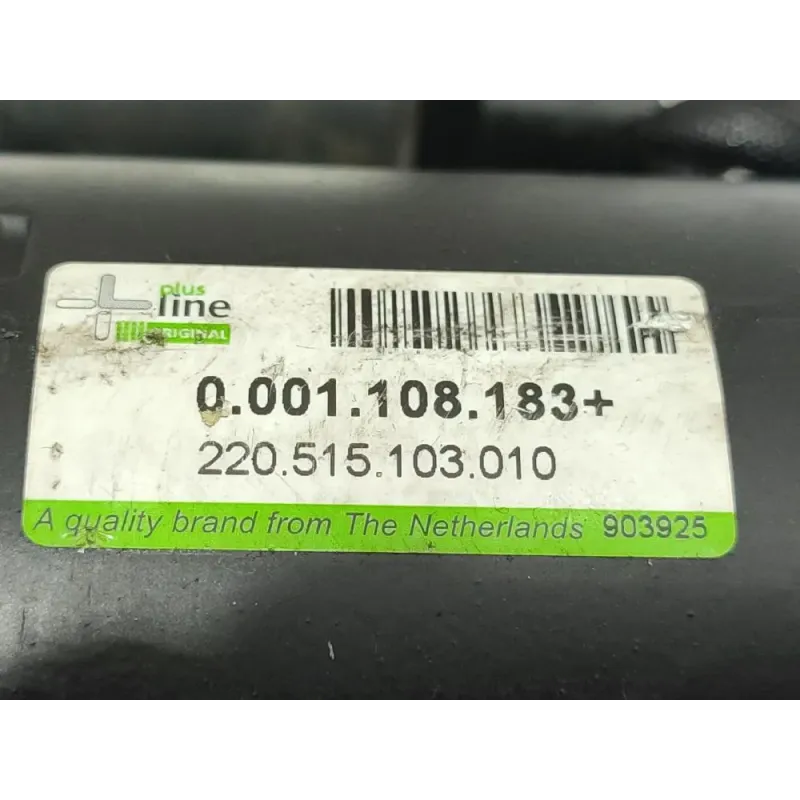 plus
line
ORIGINAL
0.001.108.183+
220.515.103.010
A quality brand from The Netherlands 903925